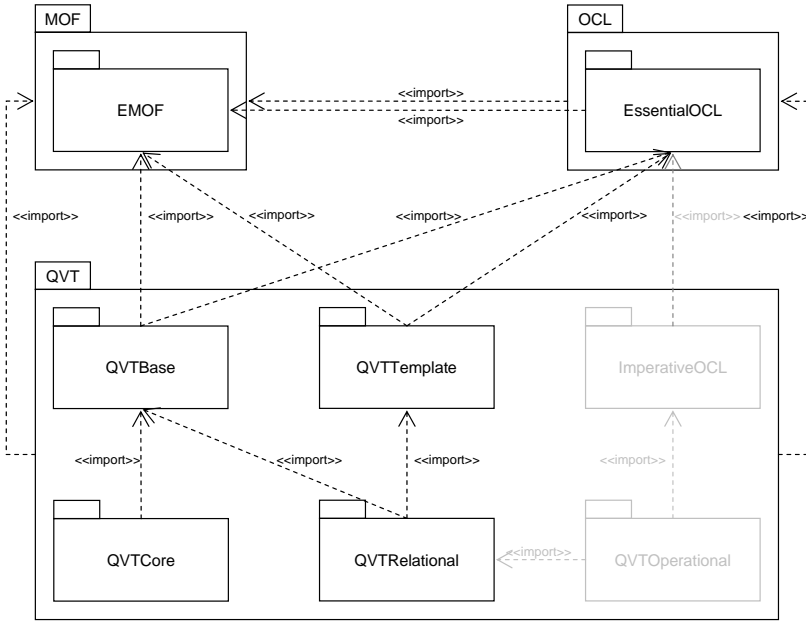 MOF
OCL
EMOF
EssentialOCL
<<import>>
<<import>>
<<import>>
<<import>>
<<import>>
<<import>>
<<import>>
<<import>>
<<import>>
QVT
QVTBase
QVTTemplate
ImperativeOCL
<<import>>
<<import>>
<<import>>
<<import>>
QVTCore
QVTRelational
<<import>>
QVTOperational